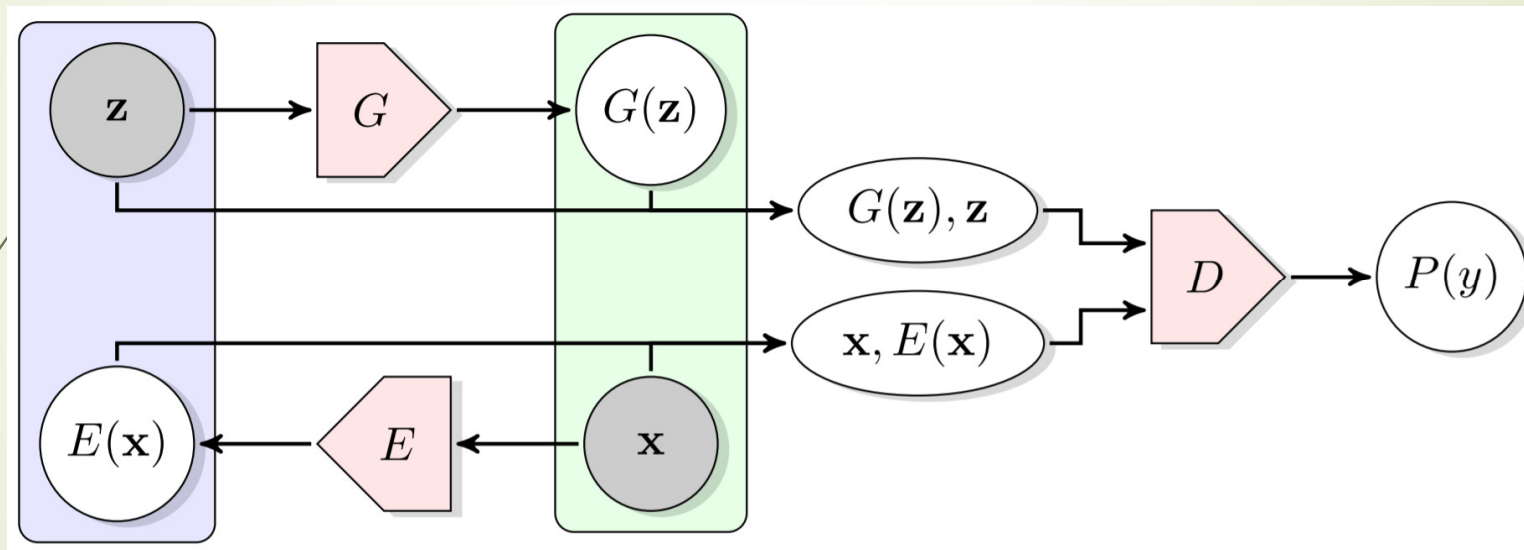 z
G
G(z)
G(z), z
D
P(y)
x, E(x)
E(x)
E
x